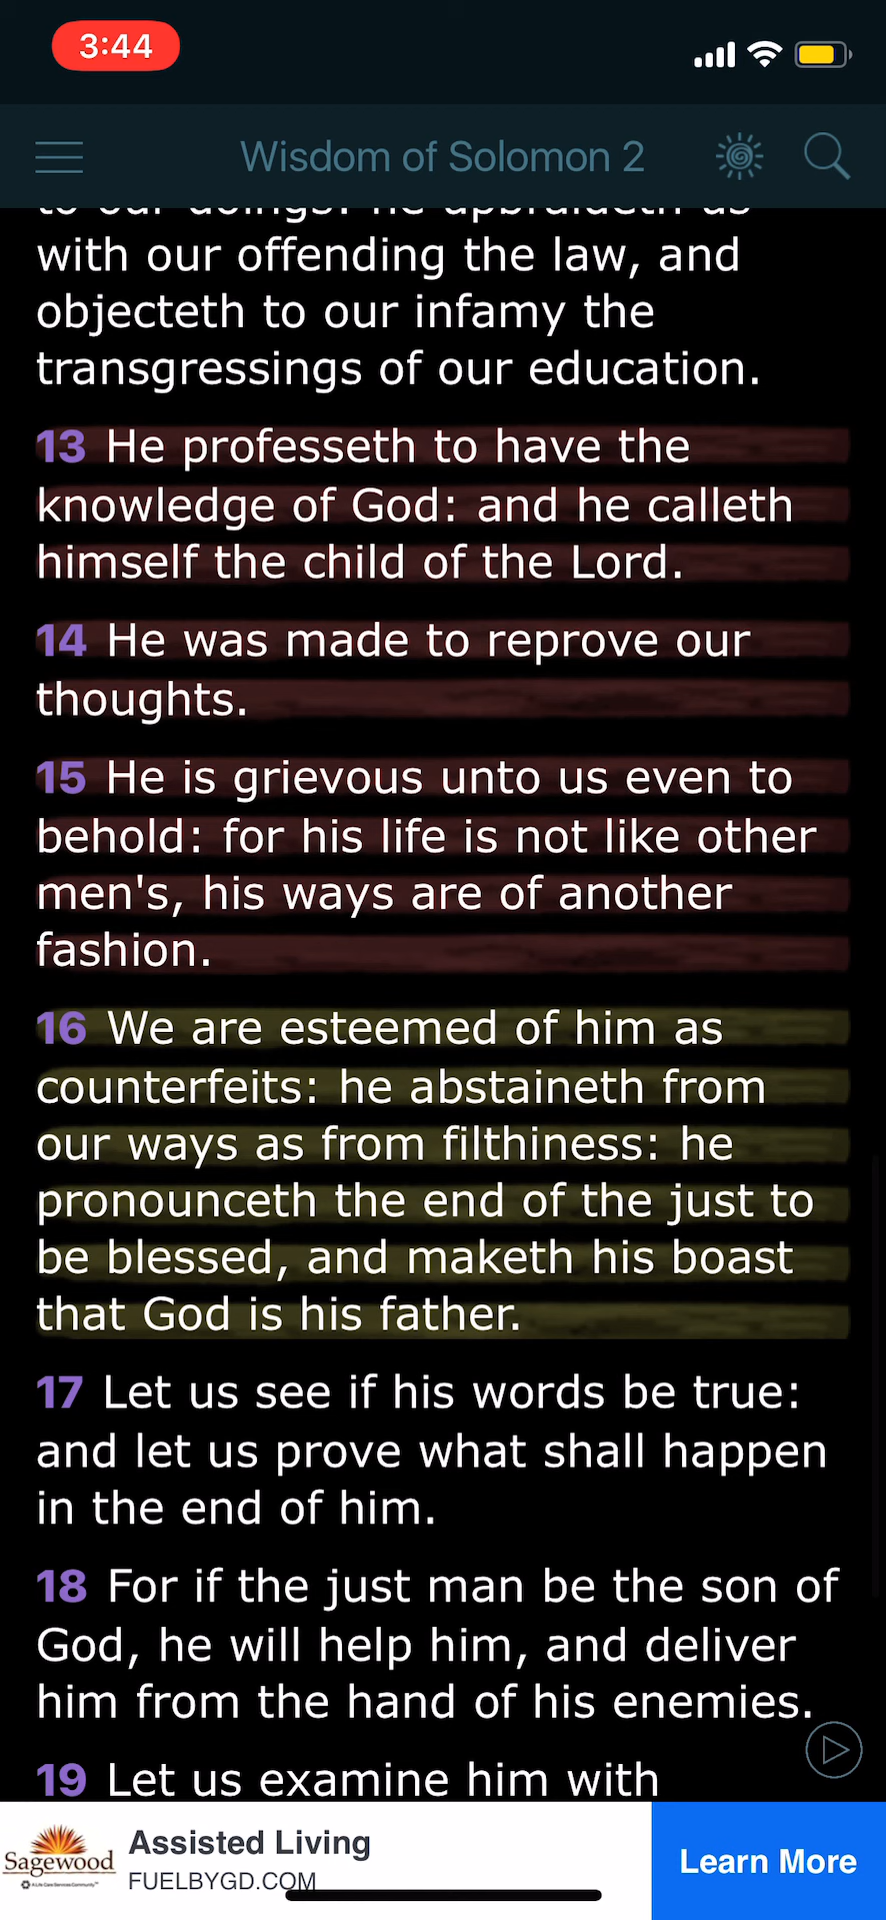 3:44
Wisdom of Solomon 2
to our doings: he upbraideth us
with our offending the law, and
objecteth to our infamy the
transgressings of our education.
13 He professeth to have the
knowledge of God: and he calleth
himself the child of the Lord.
14 He was made to reprove our
thoughts.
15 He is grievous unto us even to
behold: for his life is not like other
men's, his ways are of another
fashion.
16 We are esteemed of him as
counterfeits: he abstaineth from
our ways as from filthiness: he
pronounceth the end of the just to
be blessed, and maketh his boast
that God is his father.
17 Let us see if his words be true:
and let us prove what shall happen
in the end of him.
18 For if the just man be the son of
God, he will help him, and deliver
him from the hand of his enemies.
19 Let us examine him with
Sagewood
Assisted Living
FUELBYGD.COM
Learn More